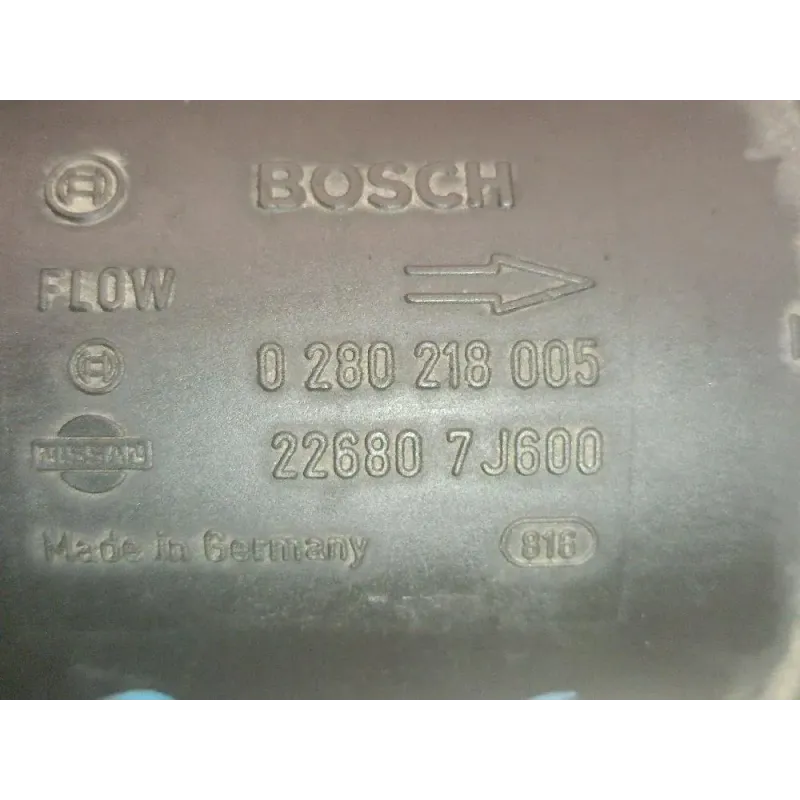 BOSCH
FLOW
0 280 218 005
NISSAN
22680 7J600
Made in Germany
816